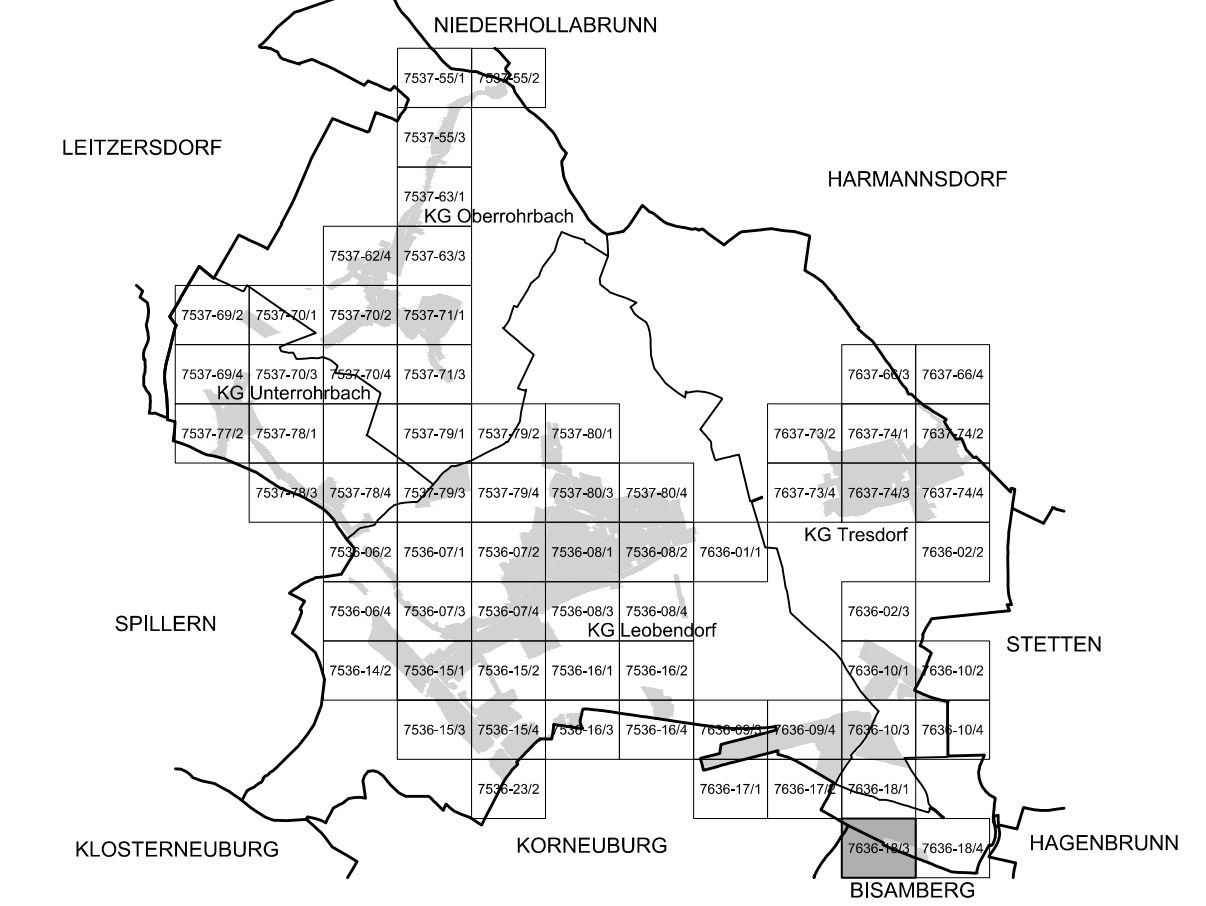 NIEDERHOLLABRUNN
7537-55/1 7537-55/2
LEITZERSDORF
7537-55/3
HARMANNSDORF
7537-63/1
KG Oberrohrbach
7537-62/4 7537-63/3
7537-69/2 7537-70/1 7537-70/2 7537-71/1
7537-69/4 7537-70/3 7537-70/4 7537-71/3 7637-66/3 7637-66/4
KG Unterrohrbach
7537-77/2 7537-78/1 7537-79/1 7537-79/2 7537-80/1 7637-73/2 7637-74/1 7637-74/2
7537-78/3 7537-78/4 7537-79/3 7537-79/4 7537-80/3 7537-80/4 7637-73/4 7637-74/3 7637-74/4
KG Tresdorf
7536-06/2 7536-07/1 7536-07/2 7536-08/1 7536-08/2 7636-01/1 7636-02/2
7536-06/4 7536-07/3 7536-07/4 7536-08/3 7536-08/4 7636-02/3
SPILLERN
KG Leobendorf
STETTEN
7536-14/2 7536-15/1 7536-15/2 7536-16/1 7536-16/2 7636-10/1 7636-10/2
7536-15/3 7536-15/4 7536-16/3 7536-16/4 7636-09/3 7636-09/4 7636-10/3 7636-10/4
7536-23/2 7636-17/1 7636-17/2 7636-18/1
KLOSTERNEUBURG
KORNEUBURG
7636-18/3 7636-18/4
HAGENBRUNN
BISAMBERG